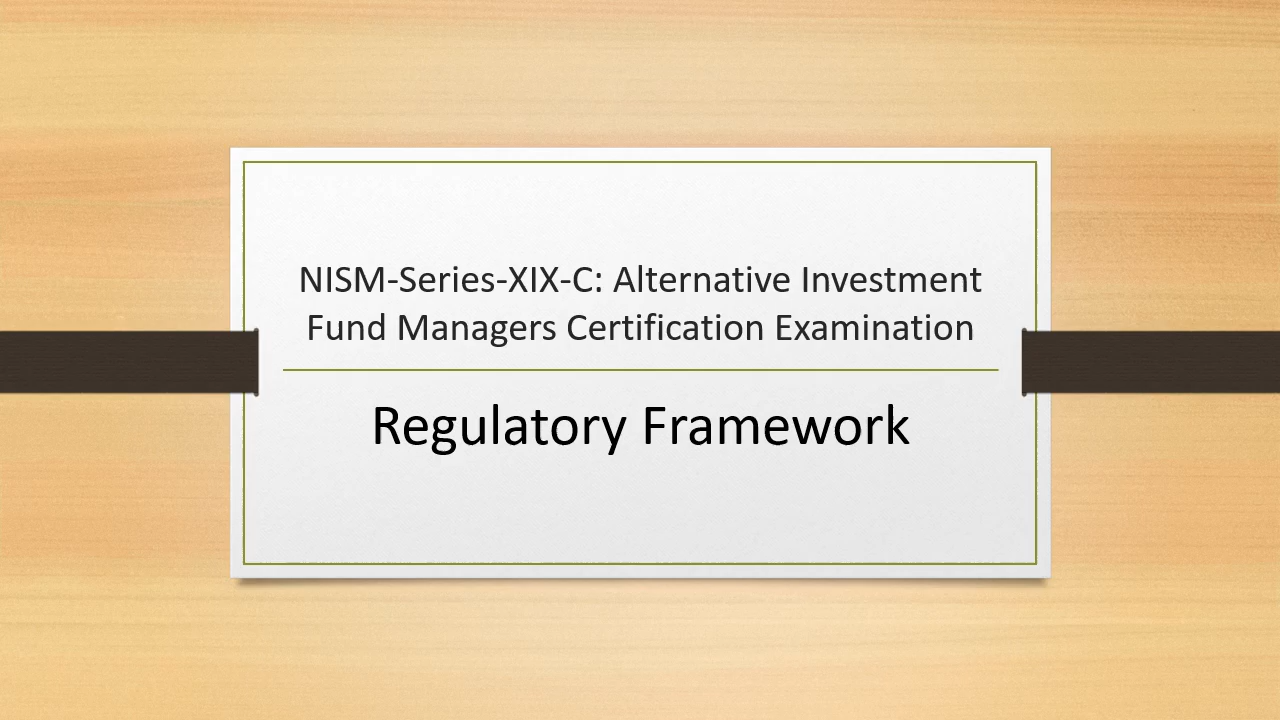 NISM-Series-XIX-C: Alternative Investment
Fund Managers Certification Examination
Regulatory Framework